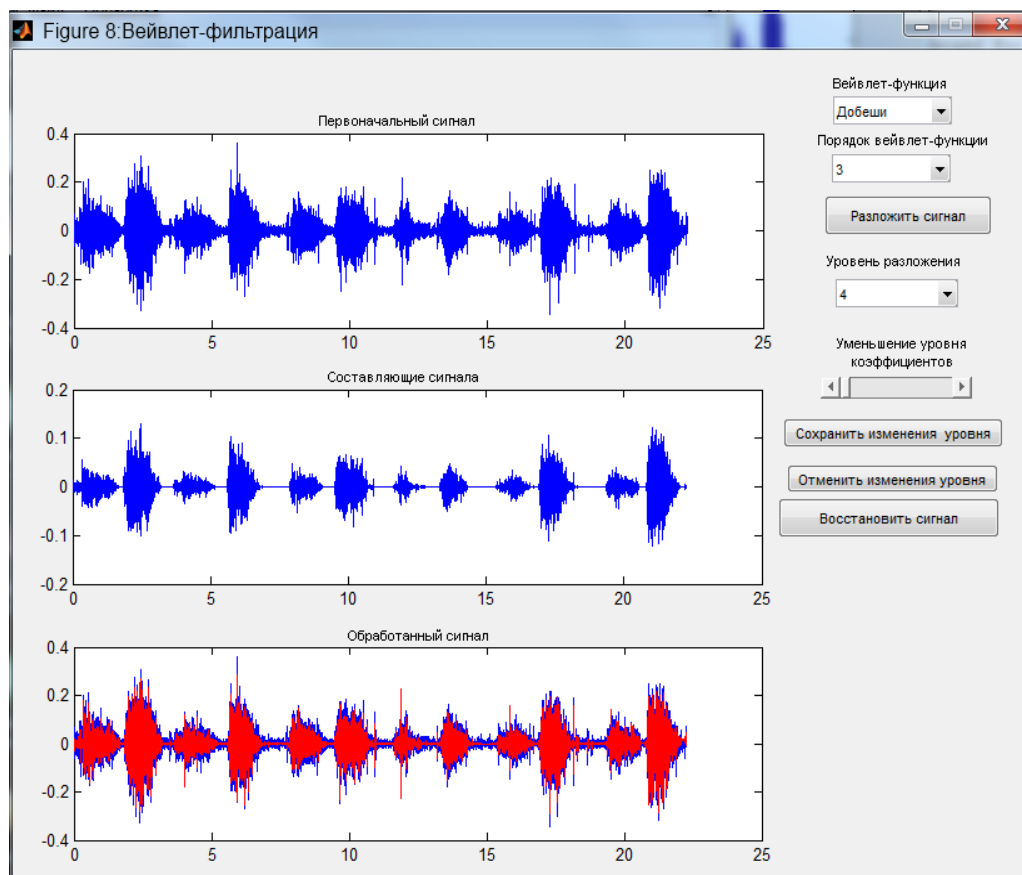 Figure 8:Вейвлет-фильтрация
Первоначальный сигнал
0.4
0.2
0
-0.2
-0.4
0 5 10 15 20 25
Составляющие сигнала
0.2
0.1
0
-0.1
-0.2
0 5 10 15 20 25
Обработанный сигнал
0.4
0.2
0
-0.2
-0.4
0 5 10 15 20 25
Вейвлет-функция
Добеши
Порядок вейвлет-функции
3
Разложить сигнал
Уровень разложения
4
Уменьшение уровня
коэффициентов
Сохранить изменения уровня
Отменить изменения уровня
Восстановить сигнал